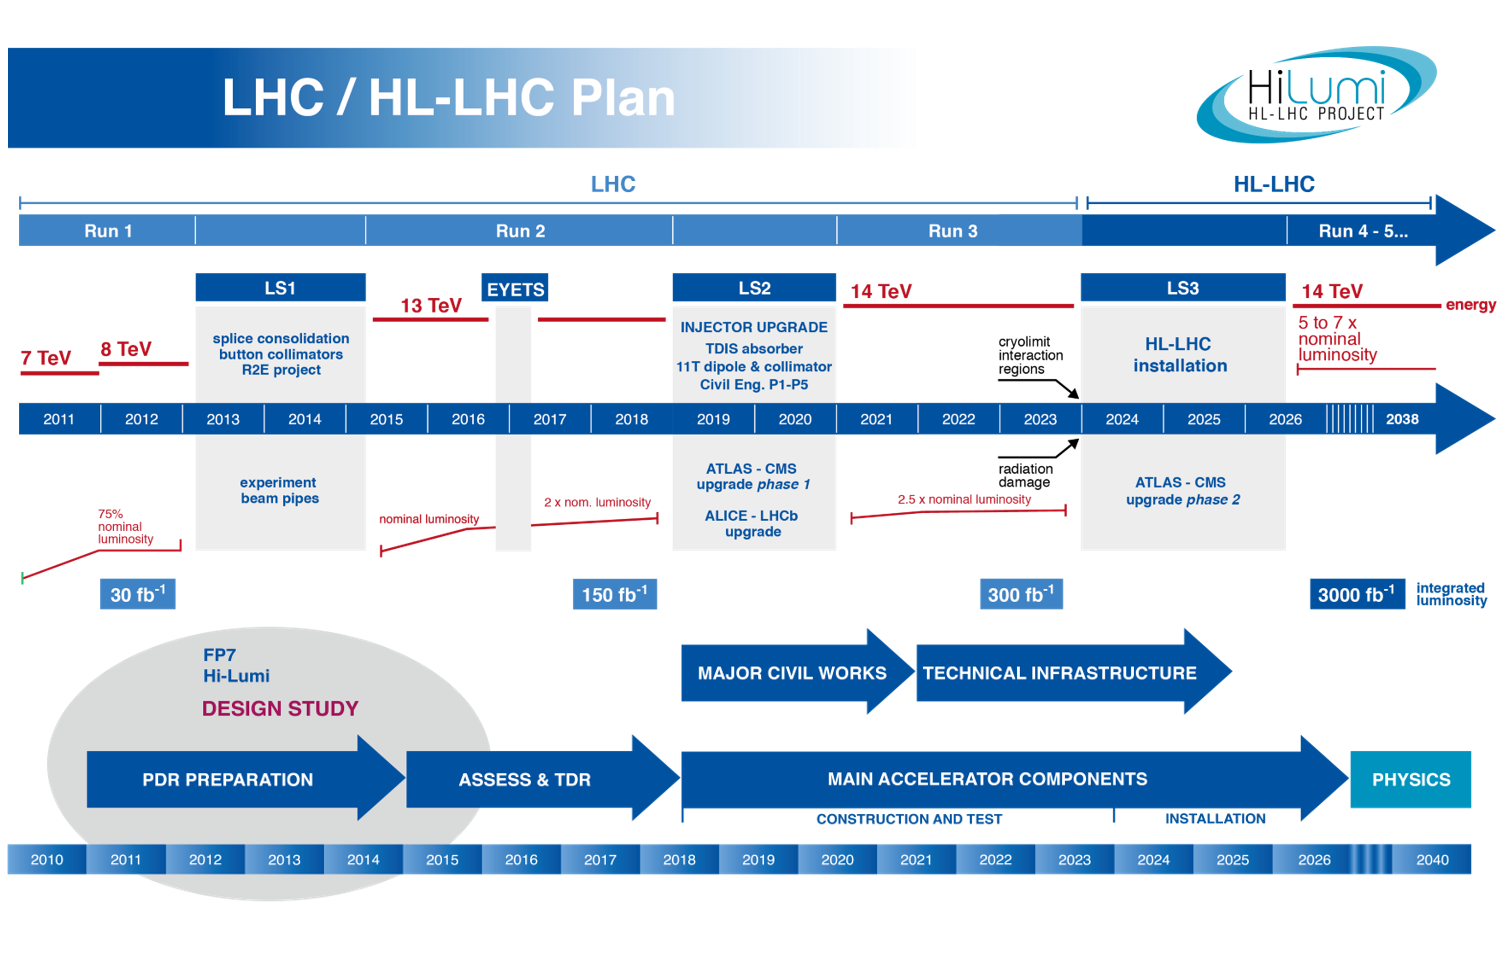 LHC / HL-LHC Plan
HiLumi
HL-LHC PROJECT
LHC
HL-LHC
Run 1
Run 2
Run 3
Run 4 - 5...
LS1
EYETS
LS2
LS3
13 TeV
14 TeV
14 TeV
energy
7 TeV
8 TeV
splice consolidation
button collimators
R2E project
INJECTOR UPGRADE
TDIS absorber
11T dipole & collimator
Civil Eng. P1-P5
cryolimit
interaction
regions
HL-LHC
installation
5 to 7 x
nominal
luminosity
2011 2012 2013 2014 2015 2016 2017 2018 2019 2020 2021 2022 2023 2024 2025 2026 2038
75%
nominal
luminosity
experiment
beam pipes
nominal luminosity
2 x nom. luminosity
ATLAS - CMS
upgrade phase 1
ALICE - LHCb
upgrade
2.5 x nominal luminosity
radiation
damage
ATLAS - CMS
upgrade phase 2
30 fb-1
150 fb-1
300 fb-1
3000 fb-1
integrated
luminosity
FP7
Hi-Lumi
DESIGN STUDY
MAJOR CIVIL WORKS
TECHNICAL INFRASTRUCTURE
PDR PREPARATION
ASSESS & TDR
MAIN ACCELERATOR COMPONENTS
PHYSICS
CONSTRUCTION AND TEST
INSTALLATION
2010 2011 2012 2013 2014 2015 2016 2017 2018 2019 2020 2021 2022 2023 2024 2025 2026 2040